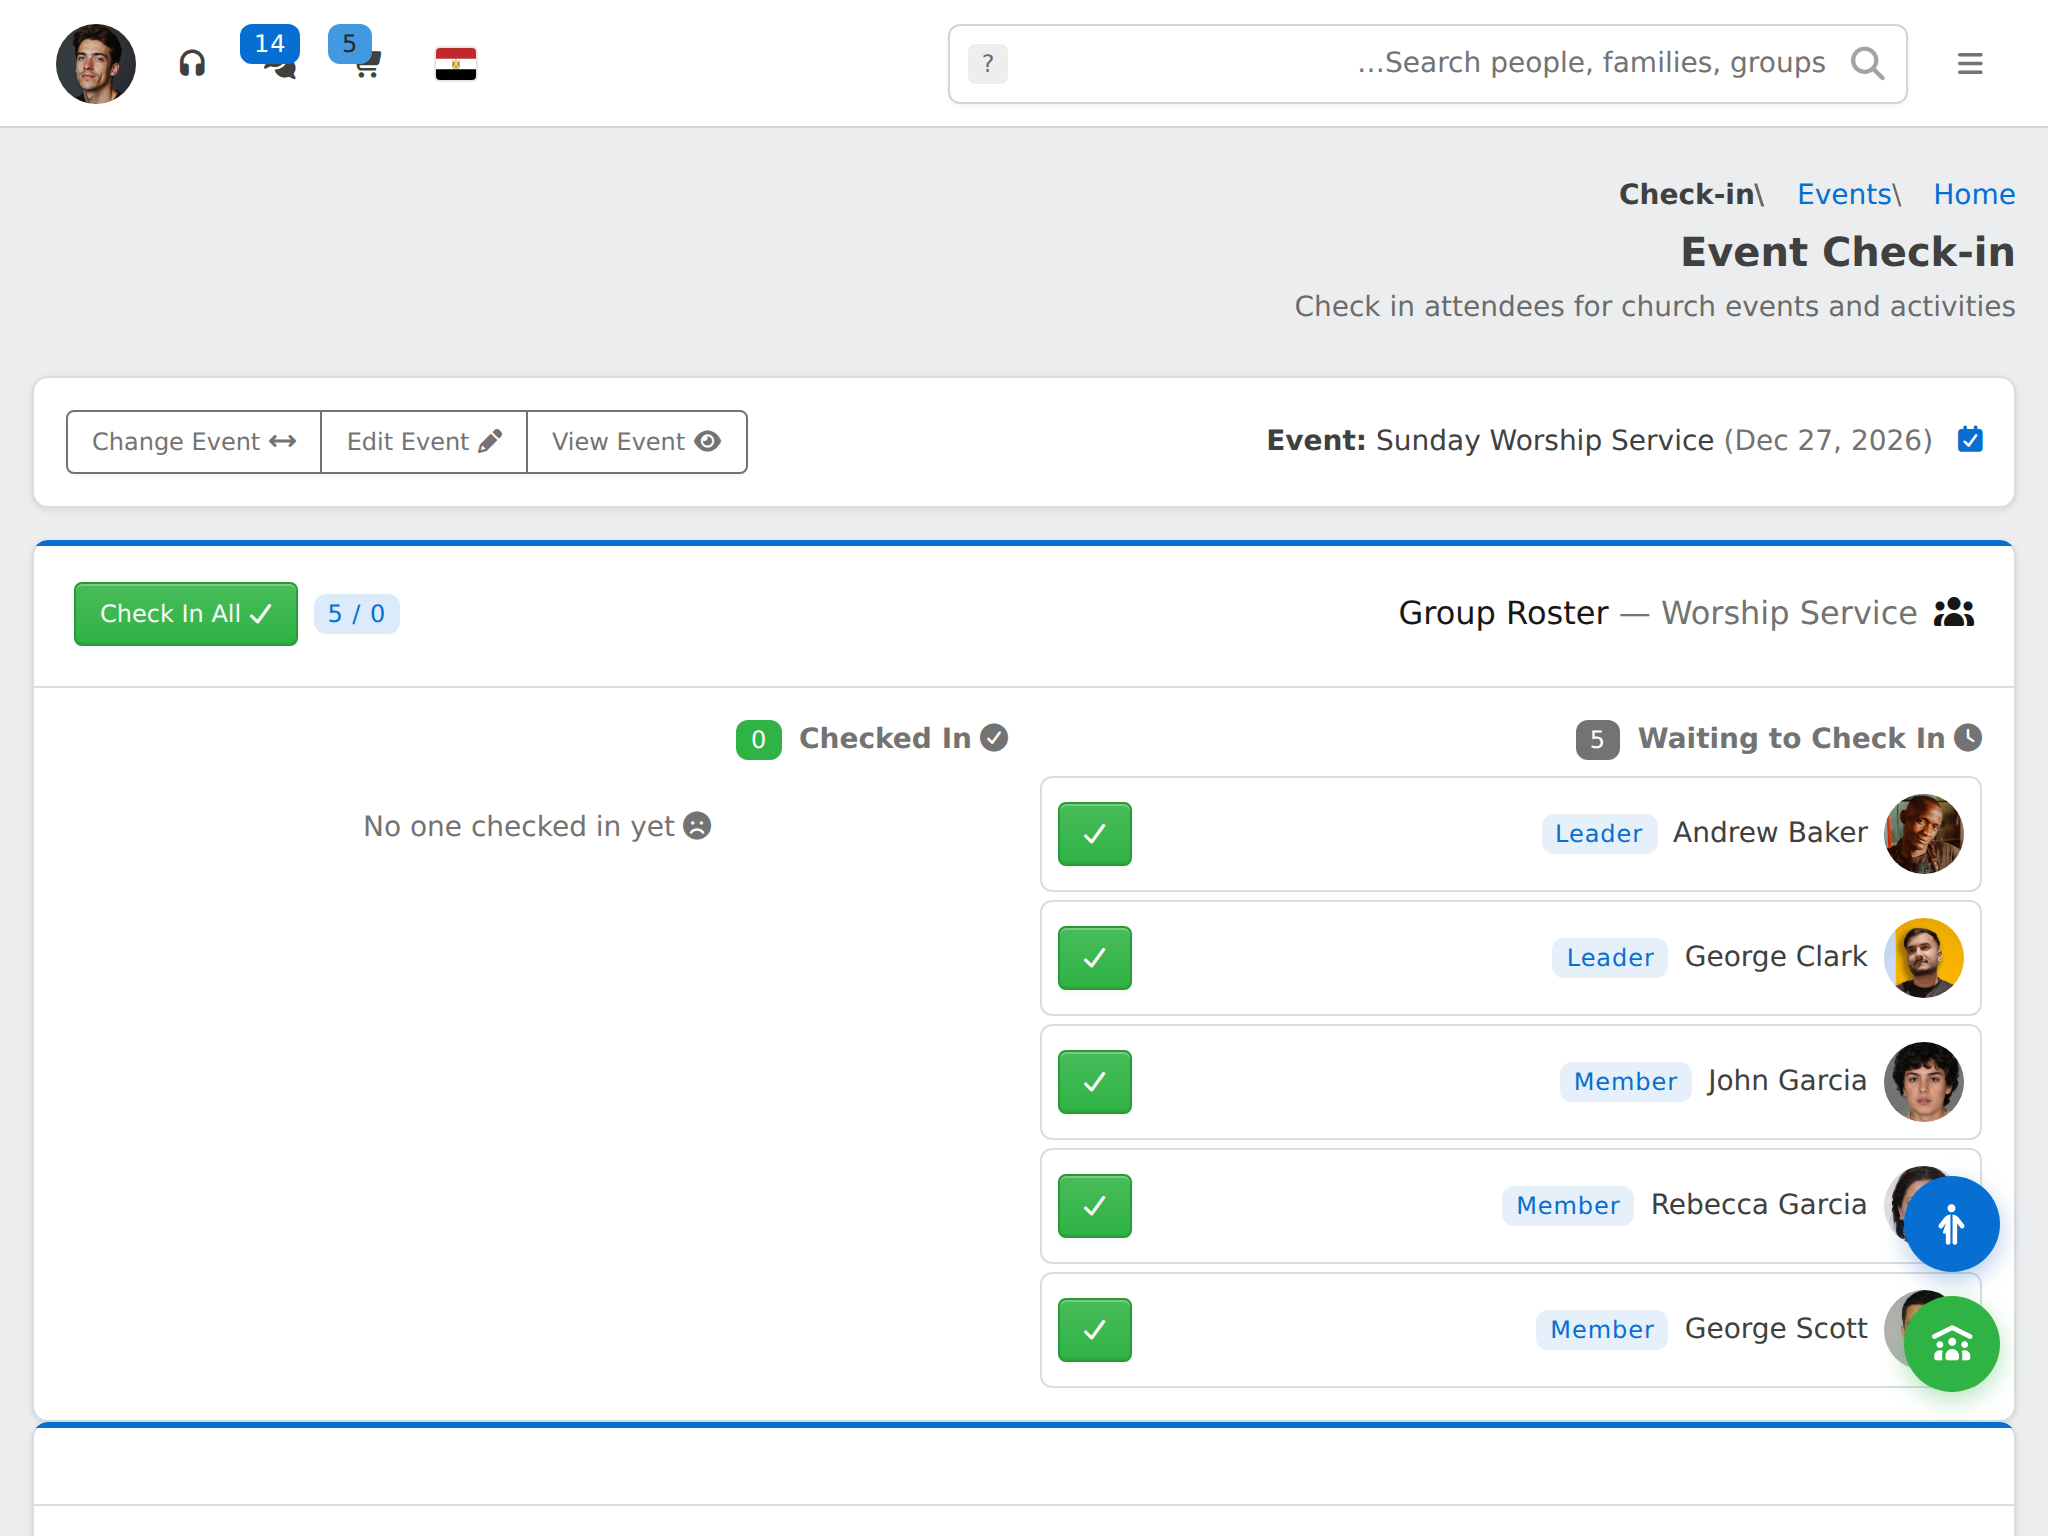 14
5
...Search people, families, groups
?
Home
\Events
\Check-in
Event Check-in
Check in attendees for church events and activities
Event: Sunday Worship Service (Dec 27, 2026)
View Event
Edit Event
Change Event
Group Roster — Worship Service
5 / 0
Check In All
Waiting to Check In 5
Andrew Baker Leader
George Clark Leader
John Garcia Member
Rebecca Garcia Member
George Scott Member
Checked In 0
No one checked in yet